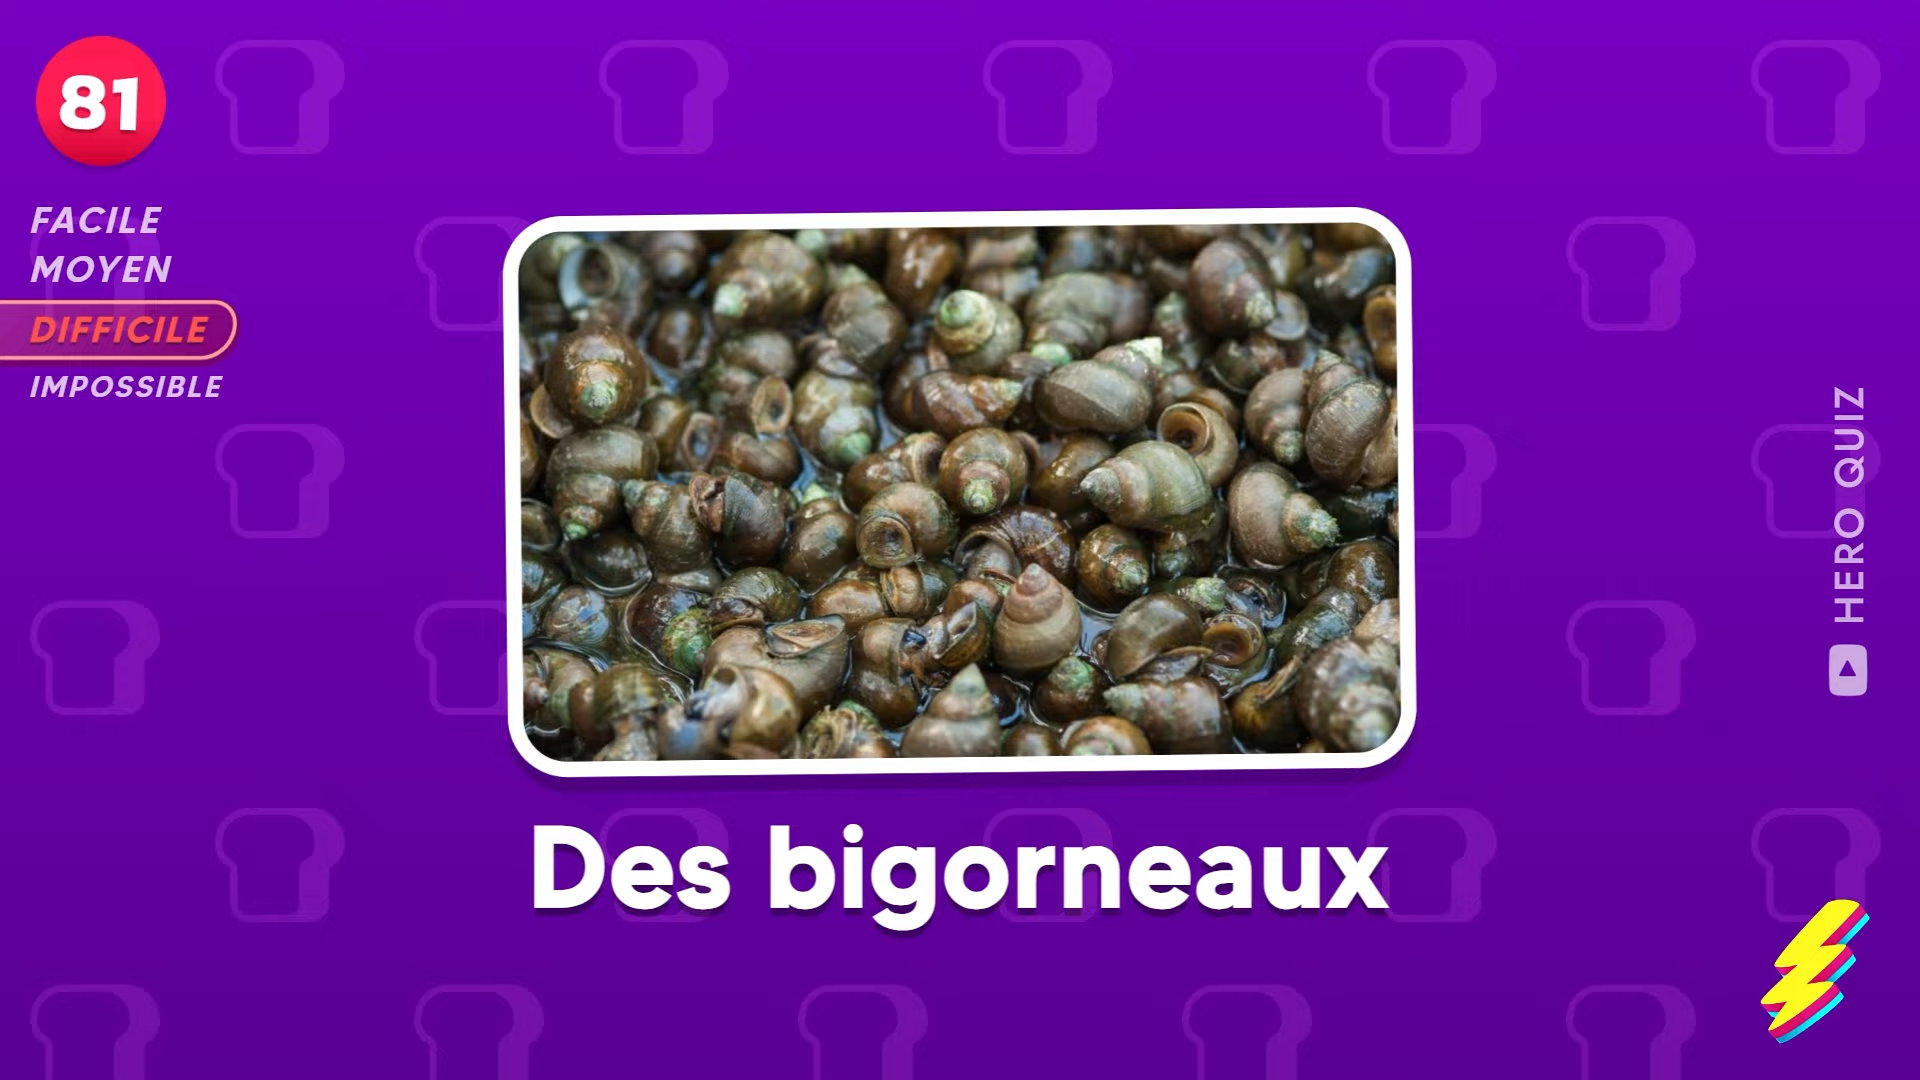 81
FACILE
MOYEN
DIFFICILE
IMPOSSIBLE
HERO QUIZ
Des bigorneaux